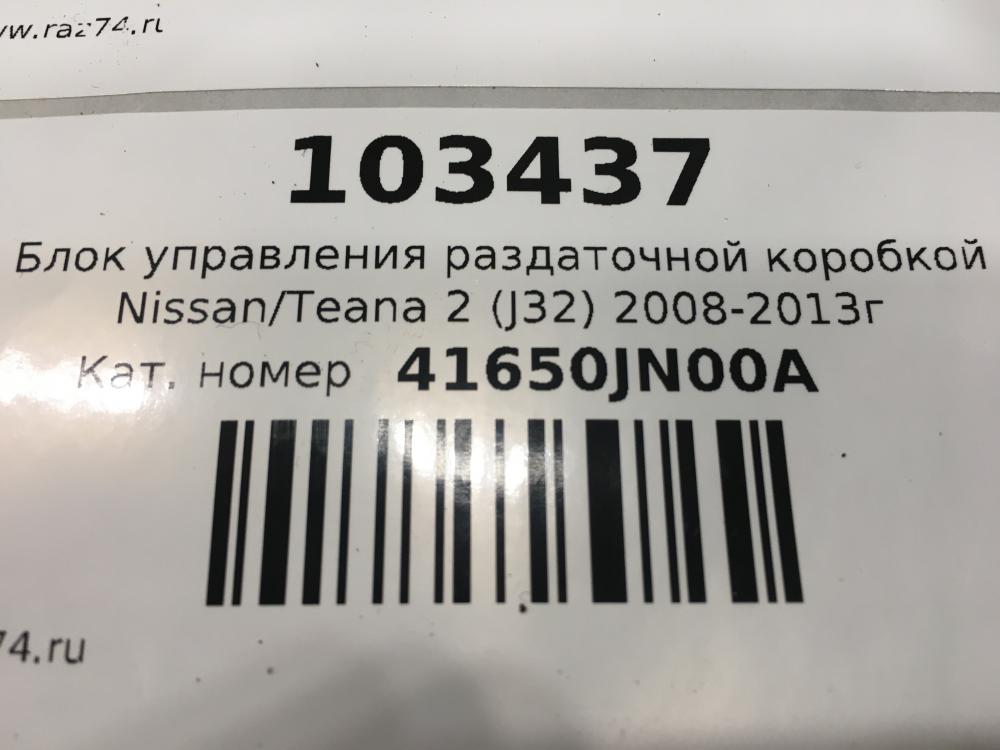 www.raz74.ru
103437
Блок управления раздаточной коробкой
Nissan/Teana 2 (J32) 2008-2013г
Кат. номер 41650JN00A
74.ru